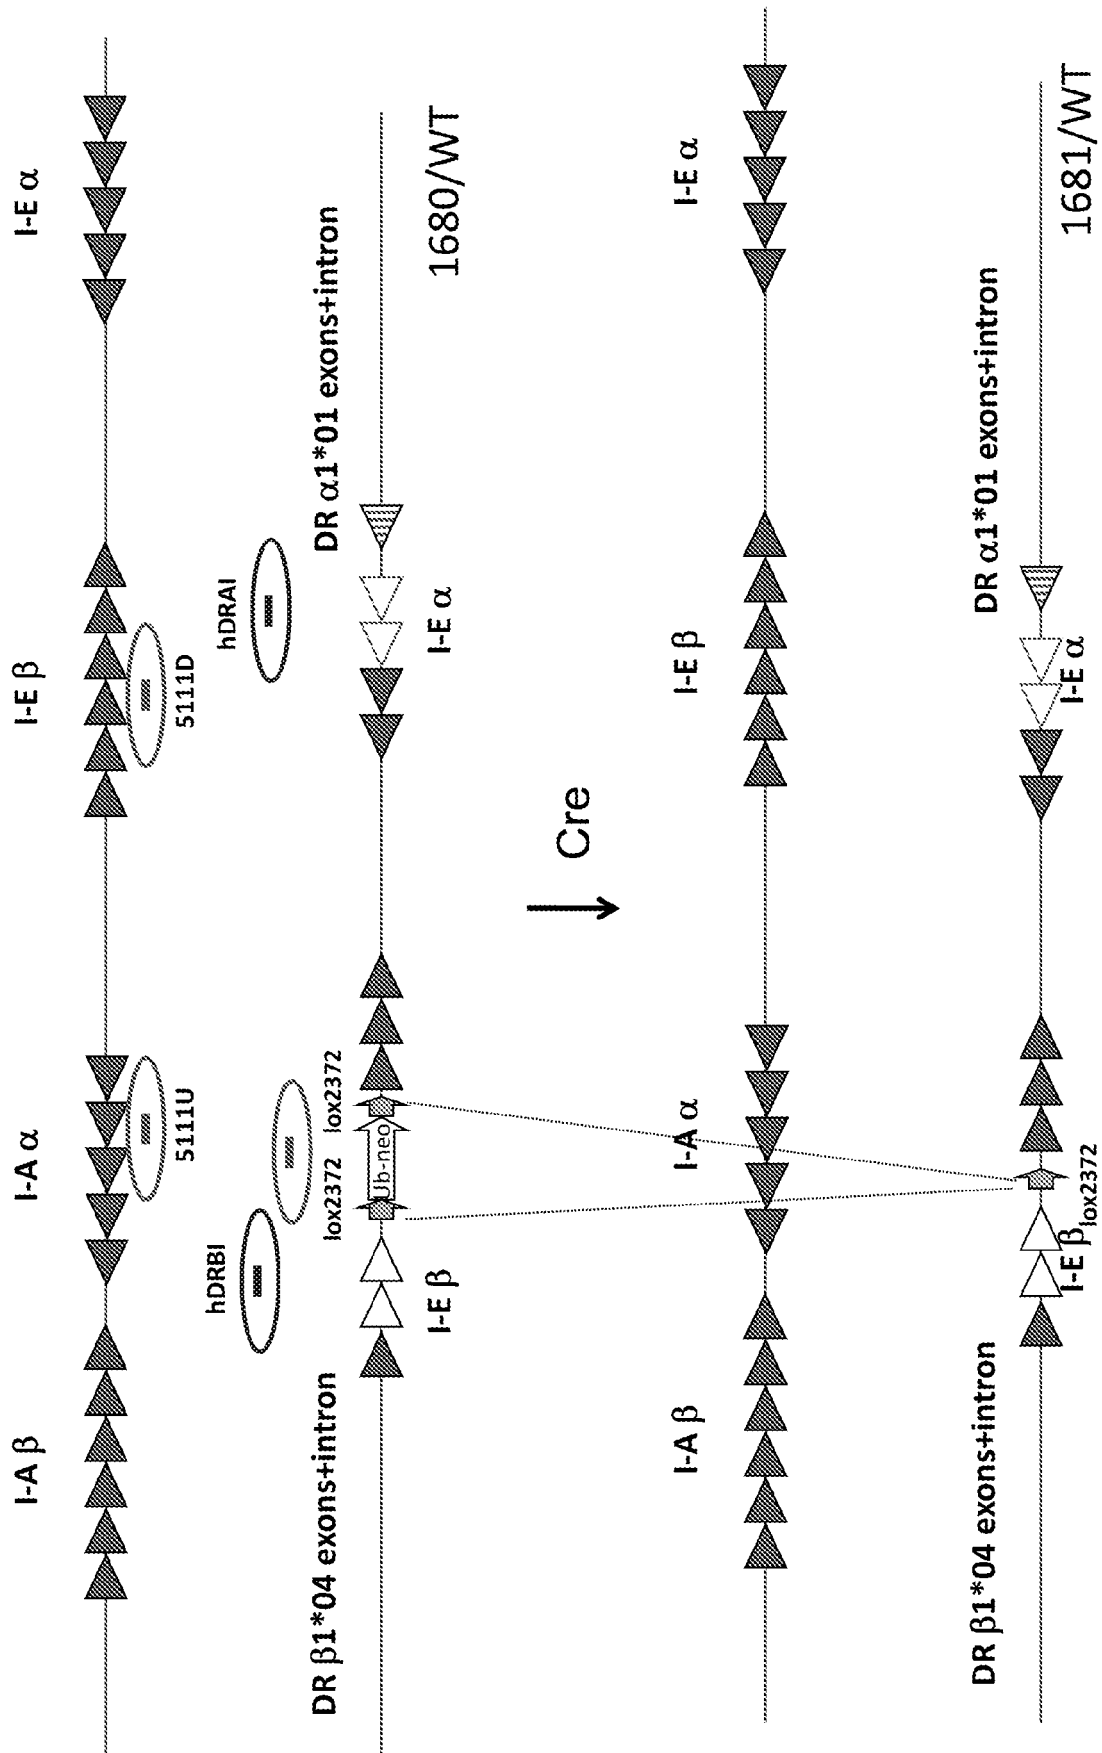 I-A β
I-A α
I-E β
I-E α
5111U
5111D
hDRBI
hDRAI
DR β1*04 exons+intron
lox2372
lox2372
DR α1*01 exons+intron
Ub-neo
I-E β
I-E α
1680/WT
Cre
I-A β
I-A α
I-E β
I-E α
DR β1*04 exons+intron
DR α1*01 exons+intron
I-E β
lox2372
I-E α
1681/WT